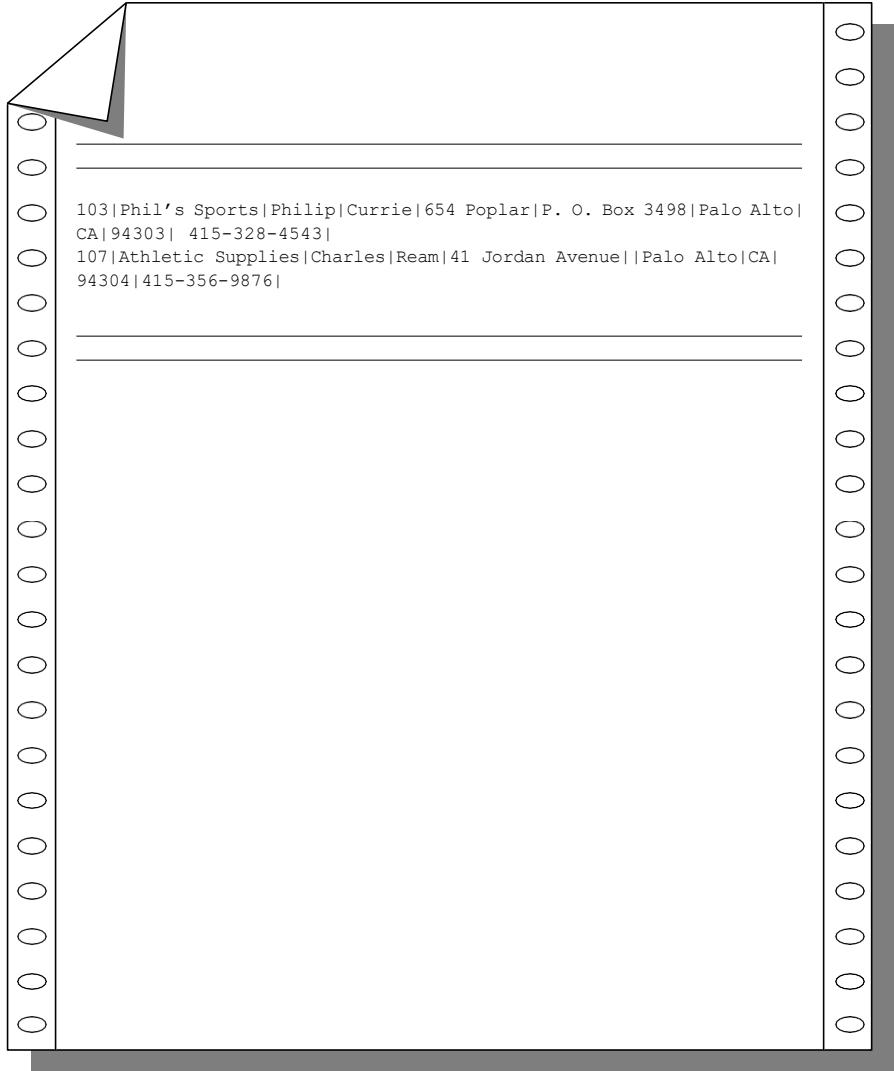 103|Phil’s Sports|Philip|Currie|654 Poplar|P. O. Box 3498|Palo Alto|
CA|94303| 415-328-4543|
107|Athletic Supplies|Charles|Ream|41 Jordan Avenue||Palo Alto|CA|
94304|415-356-9876|